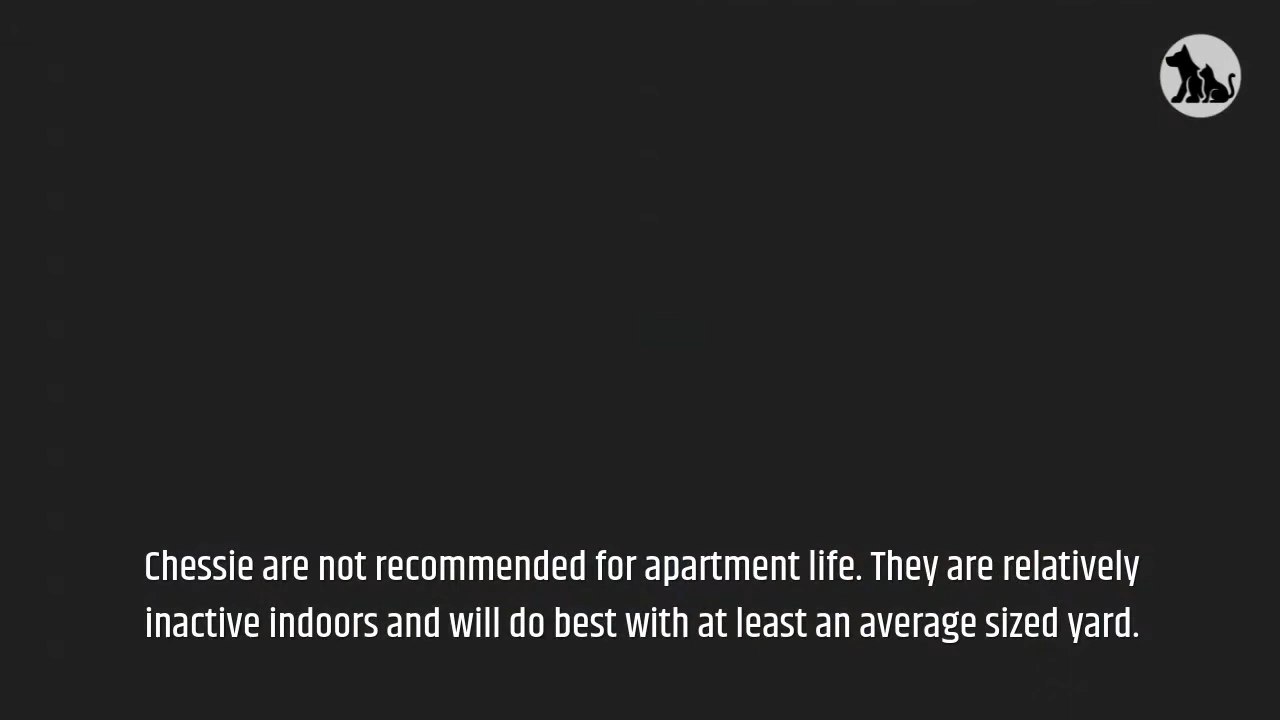 Chessie are not recommended for apartment life. They are relatively
inactive indoors and will do best with at least an average sized yard.